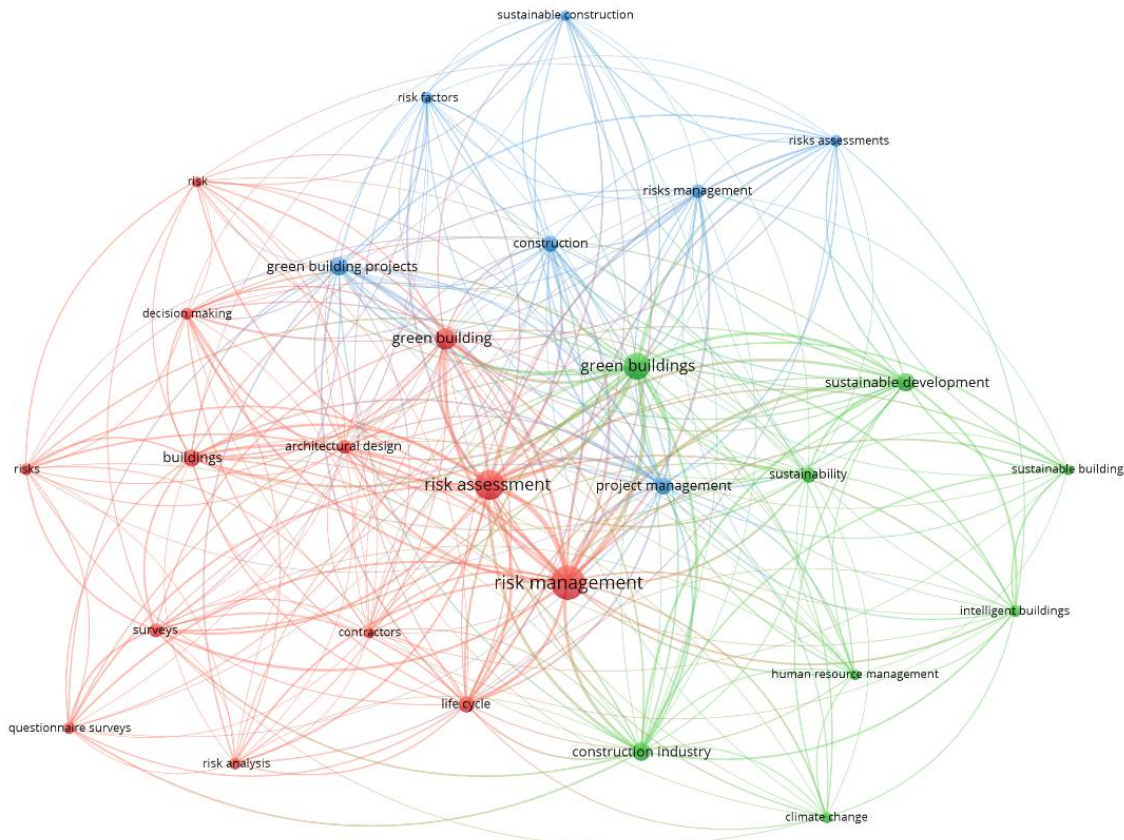 sustainable construction
risk factors
risks assessments
risk
risks management
construction
green building projects
decision making
green building
green buildings
sustainable development
architectural design
buildings
risks
sustainable building
sustainability
risk assessment
project management
risk management
intelligent buildings
surveys
contractors
human resource management
life cycle
questionnaire surveys
construction industry
risk analysis
climate change